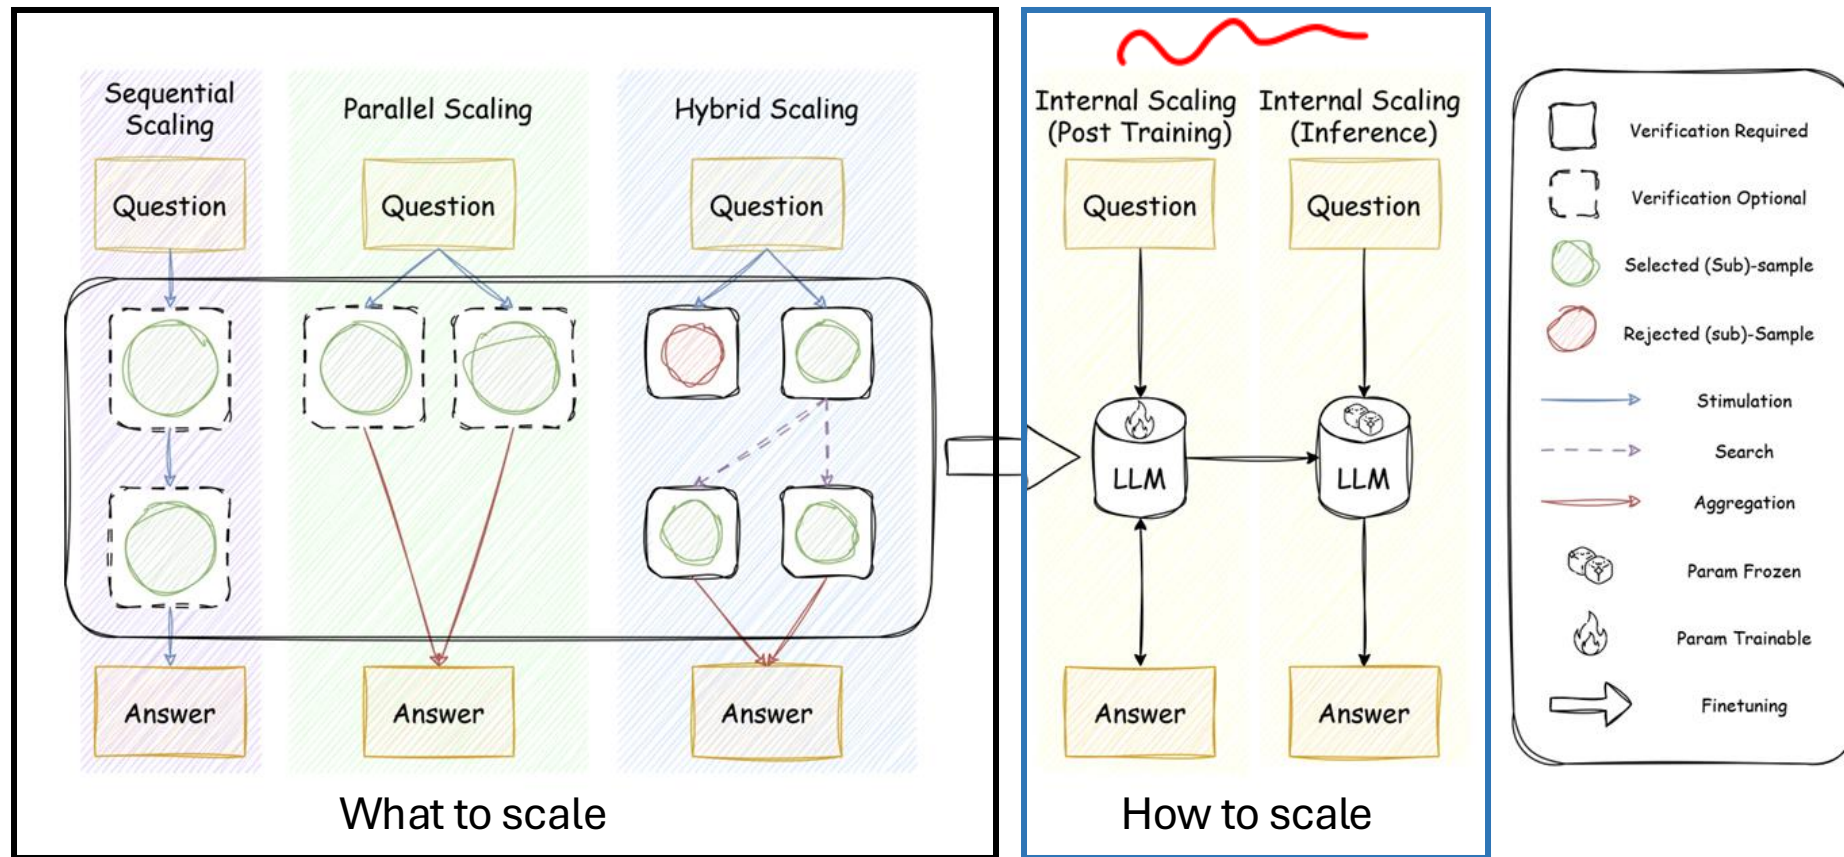 Sequential
Scaling
Question
Answer
Parallel Scaling
Question
Answer
Hybrid Scaling
Question
Answer
What to scale
Internal Scaling
(Post Training)
Question
LLM
Answer
Internal Scaling
(Inference)
Question
LLM
Answer
How to scale
Verification Required
Verification Optional
Selected (Sub)-sample
Rejected (sub)-Sample
Stimulation
Search
Aggregation
Param Frozen
Param Trainable
Finetuning